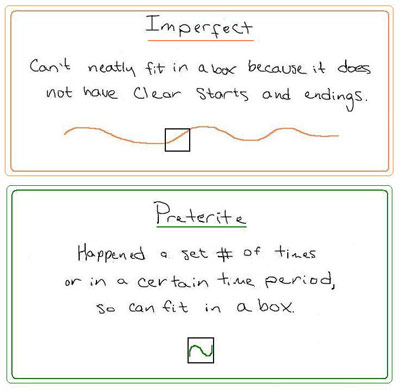 Imperfect
Can't neatly fit in a box because it does
not have Clear Starts and endings.
Preterite
Happened a set # of times
or in a certain time period,
so can fit in a box.